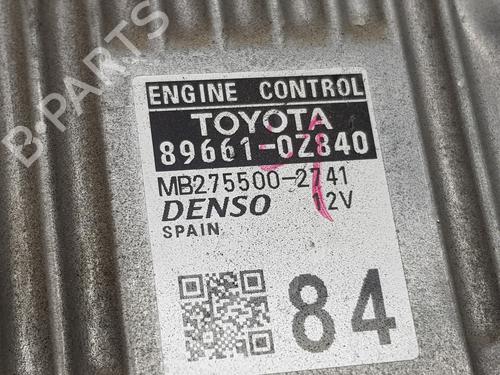 ENGINE CONTROL
TOYOTA
89661-0Z840
MB275500-2741
DENSO 12V
SPAIN
84
B-PARTS